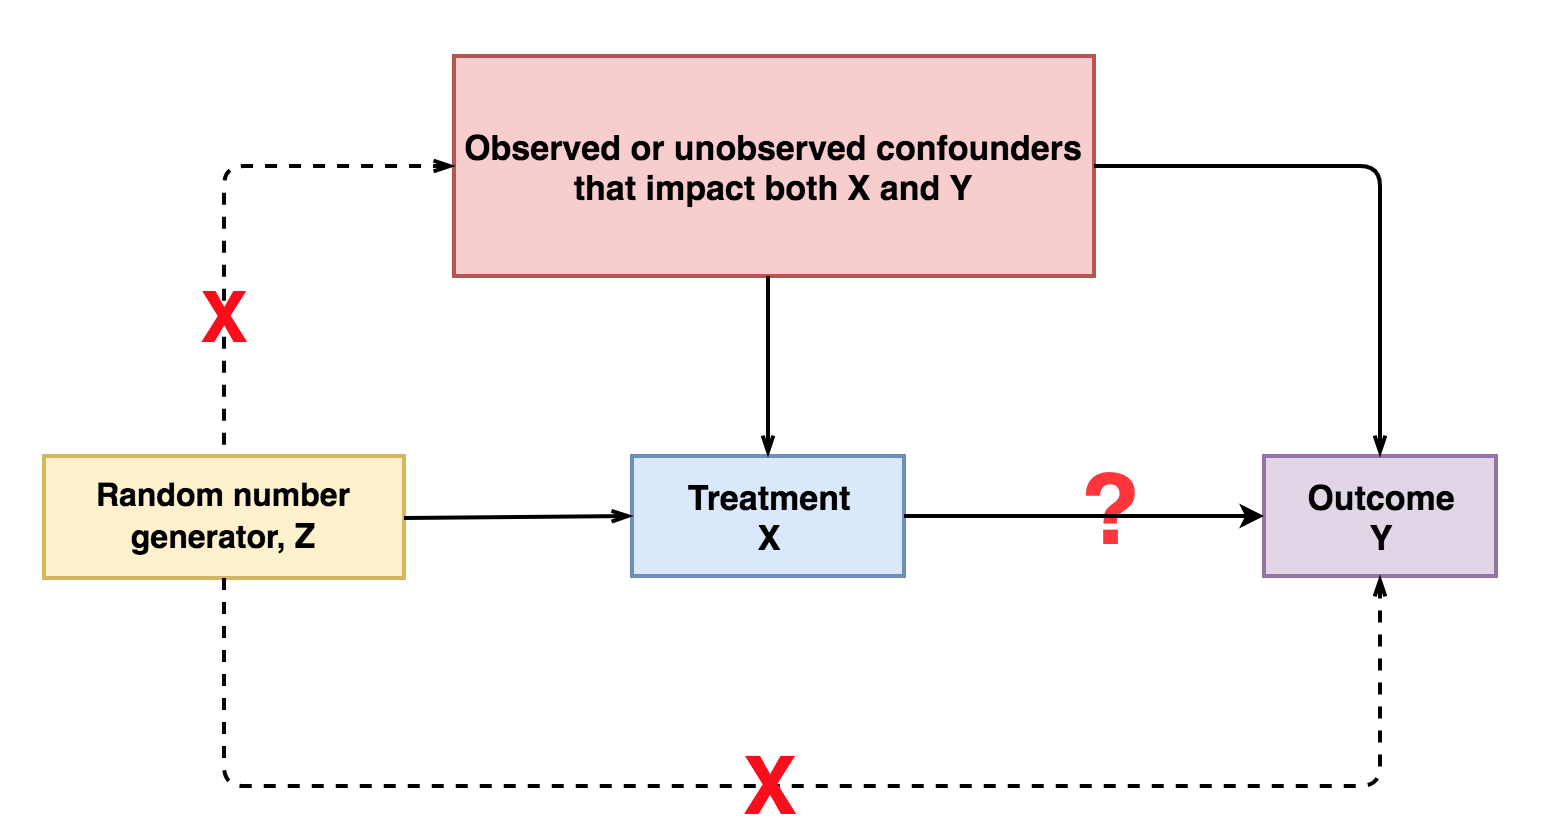 Observed or unobserved confounders
that impact both X and Y
X
Random number
generator, Z
Treatment
X
?
Outcome
Y
X